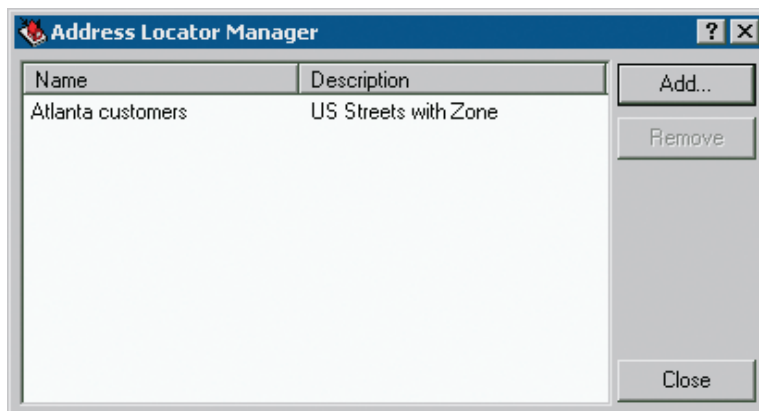 Address Locator Manager ? X
Name Description Add...
Atlanta customers US Streets with Zone
Remove
Close